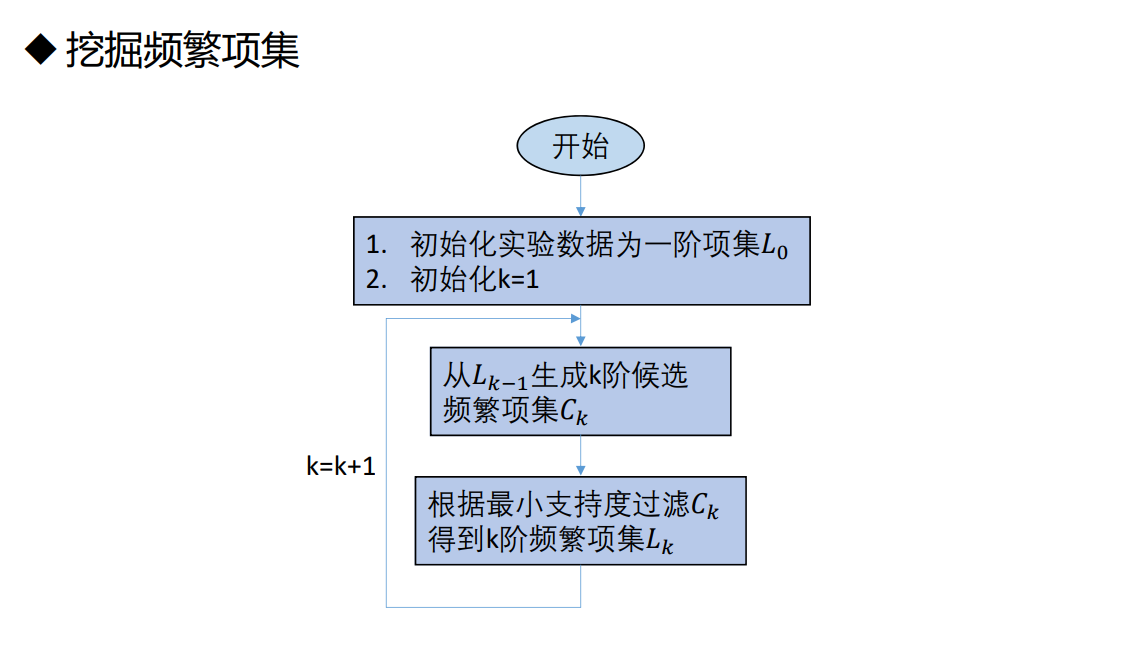 ◆ 挖掘频繁项集
开始
1. 初始化实验数据为一阶项集L₀
2. 初始化k=1
从Lₖ₋₁生成k阶候选
频繁项集Cₖ
k=k+1
根据最小支持度过滤Cₖ
得到k阶频繁项集Lₖ